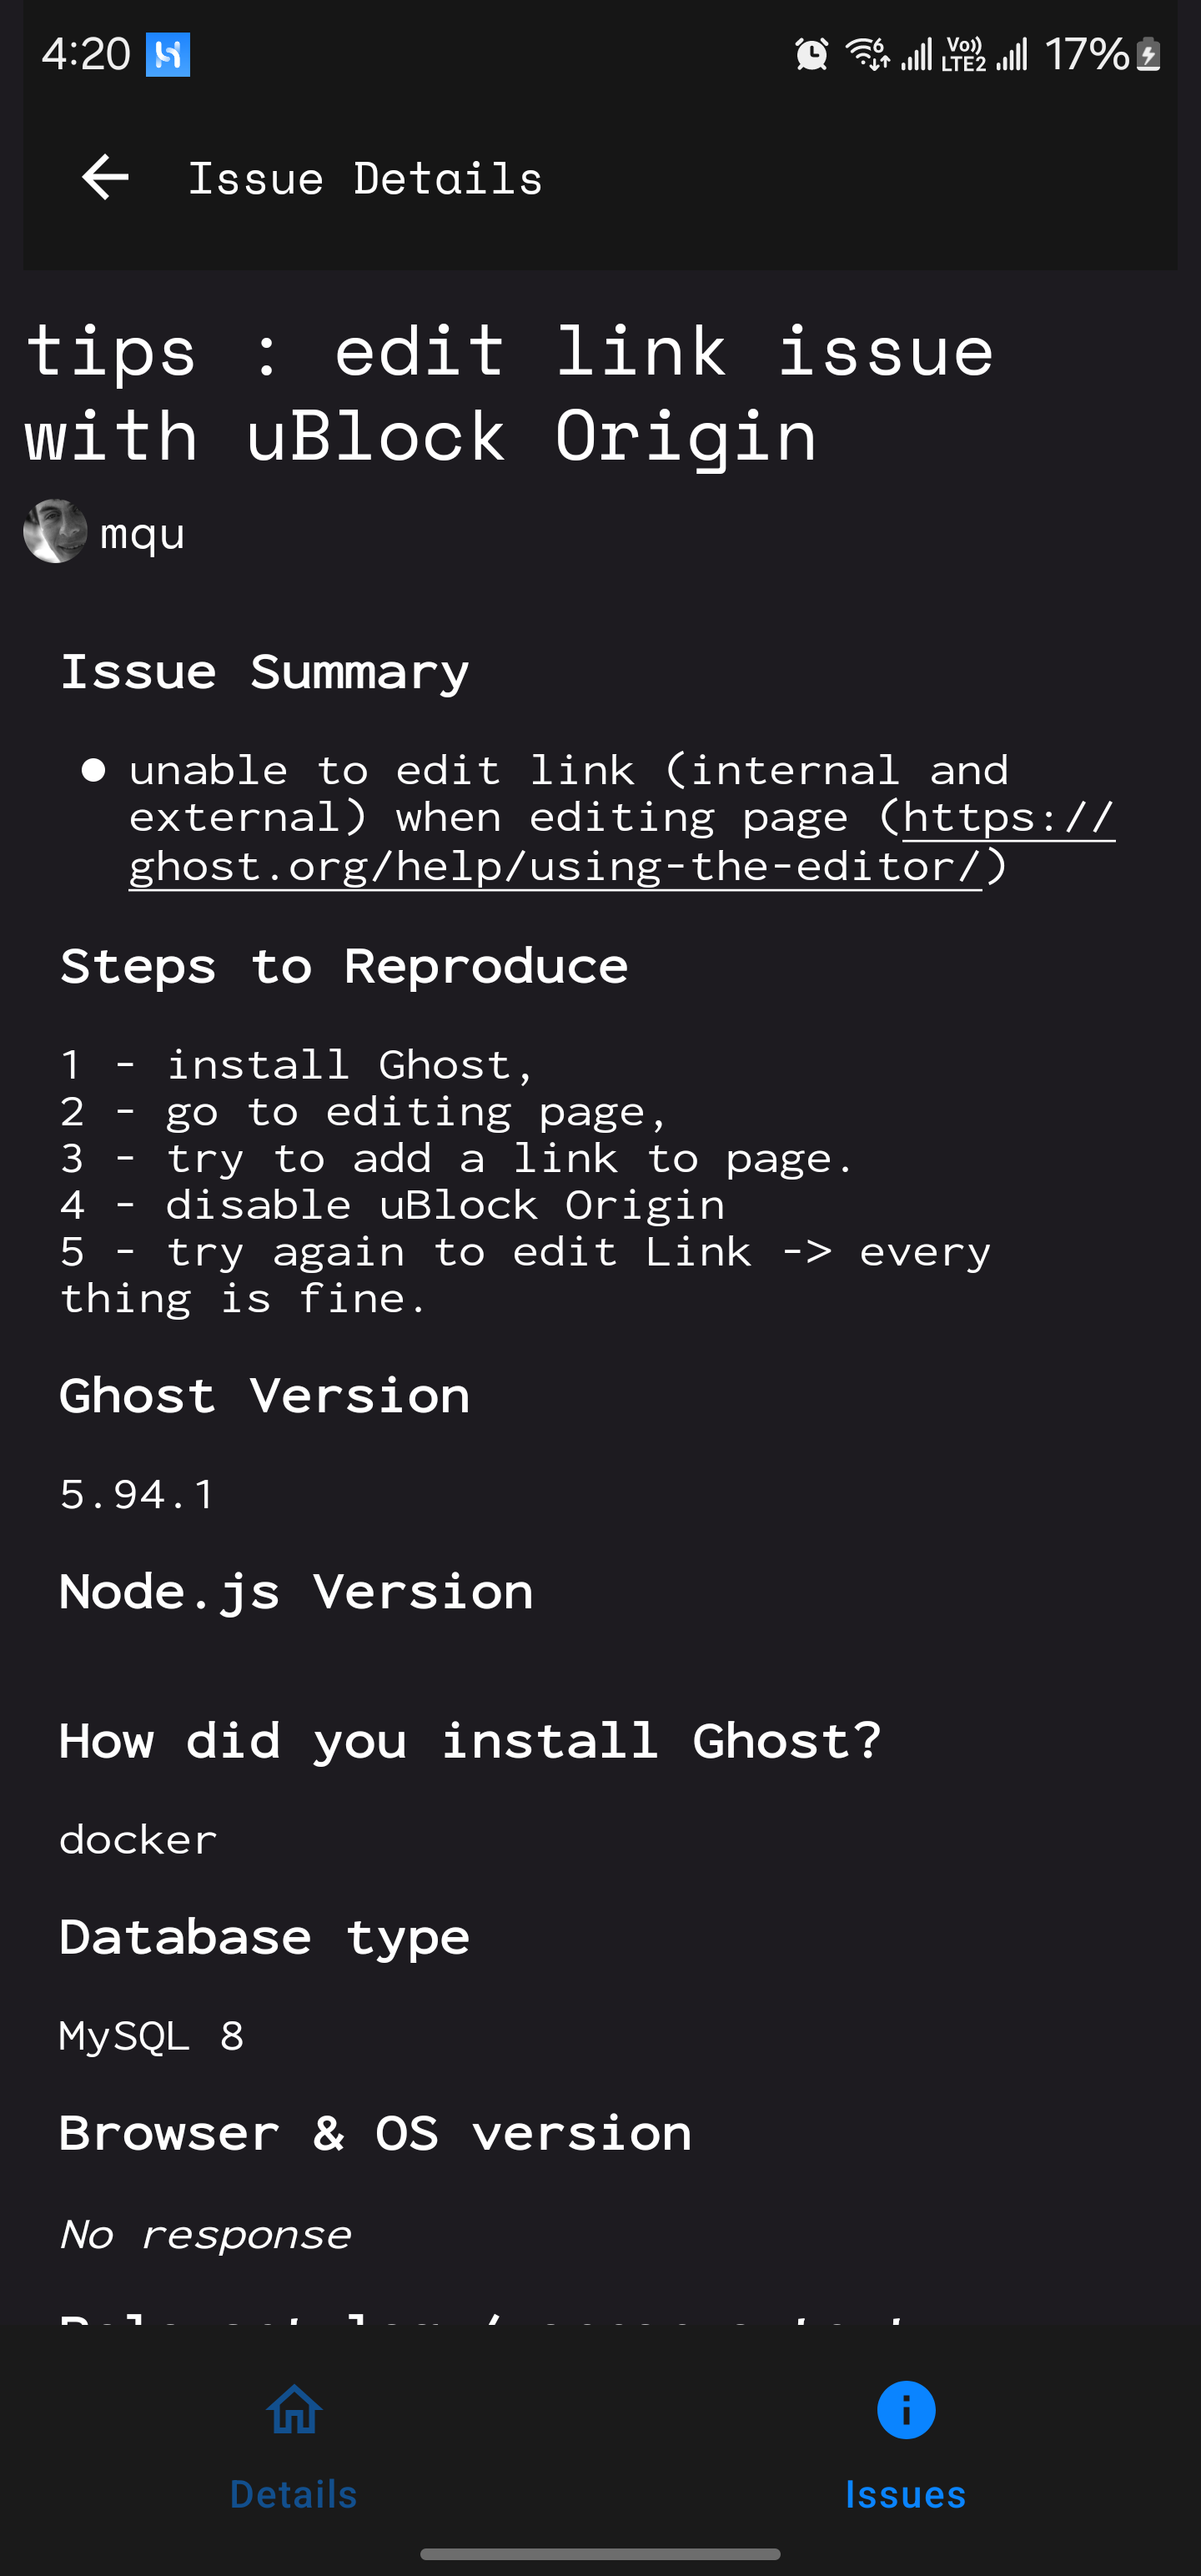 4:20
6 Vo)) LTE2 17%
Issue Details
tips : edit link issue
with uBlock Origin
mqu
Issue Summary
● unable to edit link (internal and
external) when editing page (https://
ghost.org/help/using-the-editor/)
Steps to Reproduce
1 - install Ghost,
2 - go to editing page,
3 - try to add a link to page.
4 - disable uBlock Origin
5 - try again to edit Link -> every
thing is fine.
Ghost Version
5.94.1
Node.js Version
How did you install Ghost?
docker
Database type
MySQL 8
Browser & OS version
No response
Details
Issues